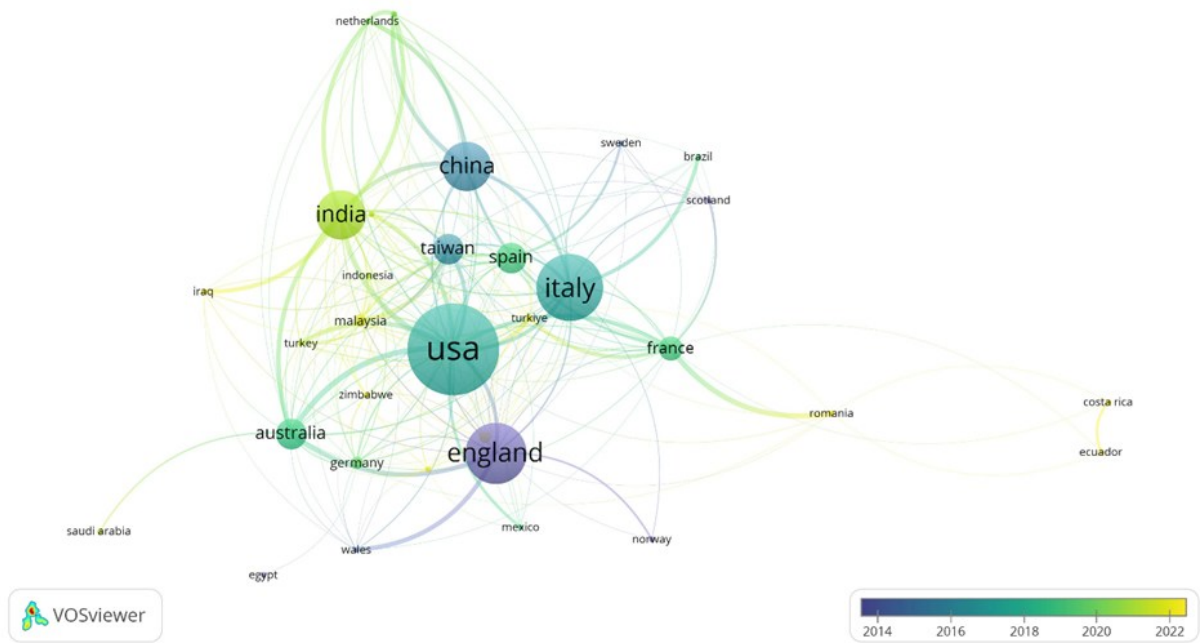 netherlands
sweden
brazil
china
scotland
india
taiwan
spain
indonesia
iraq
italy
malaysia
turkiye
turkey
usa
france
zimbabwe
costa rica
romania
australia
england
ecuador
germany
saudi arabia
mexico
norway
wales
egypt
VOSviewer
2014 2016 2018 2020 2022